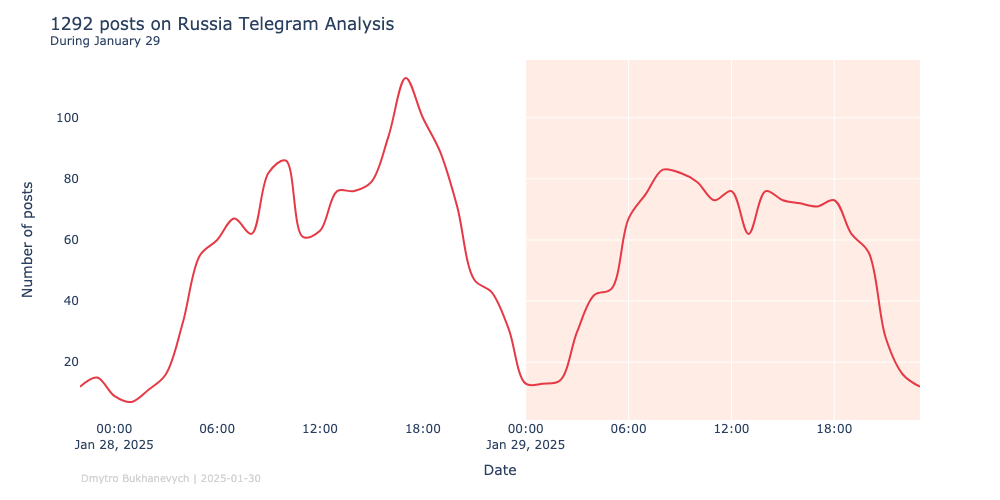 1292 posts on Russia Telegram Analysis
During January 29
Number of posts
100
80
60
40
20
00:00 06:00 12:00 18:00 00:00 06:00 12:00 18:00
Jan 28, 2025 Jan 29, 2025
Date
Dmytro Bukhanevych | 2025-01-30